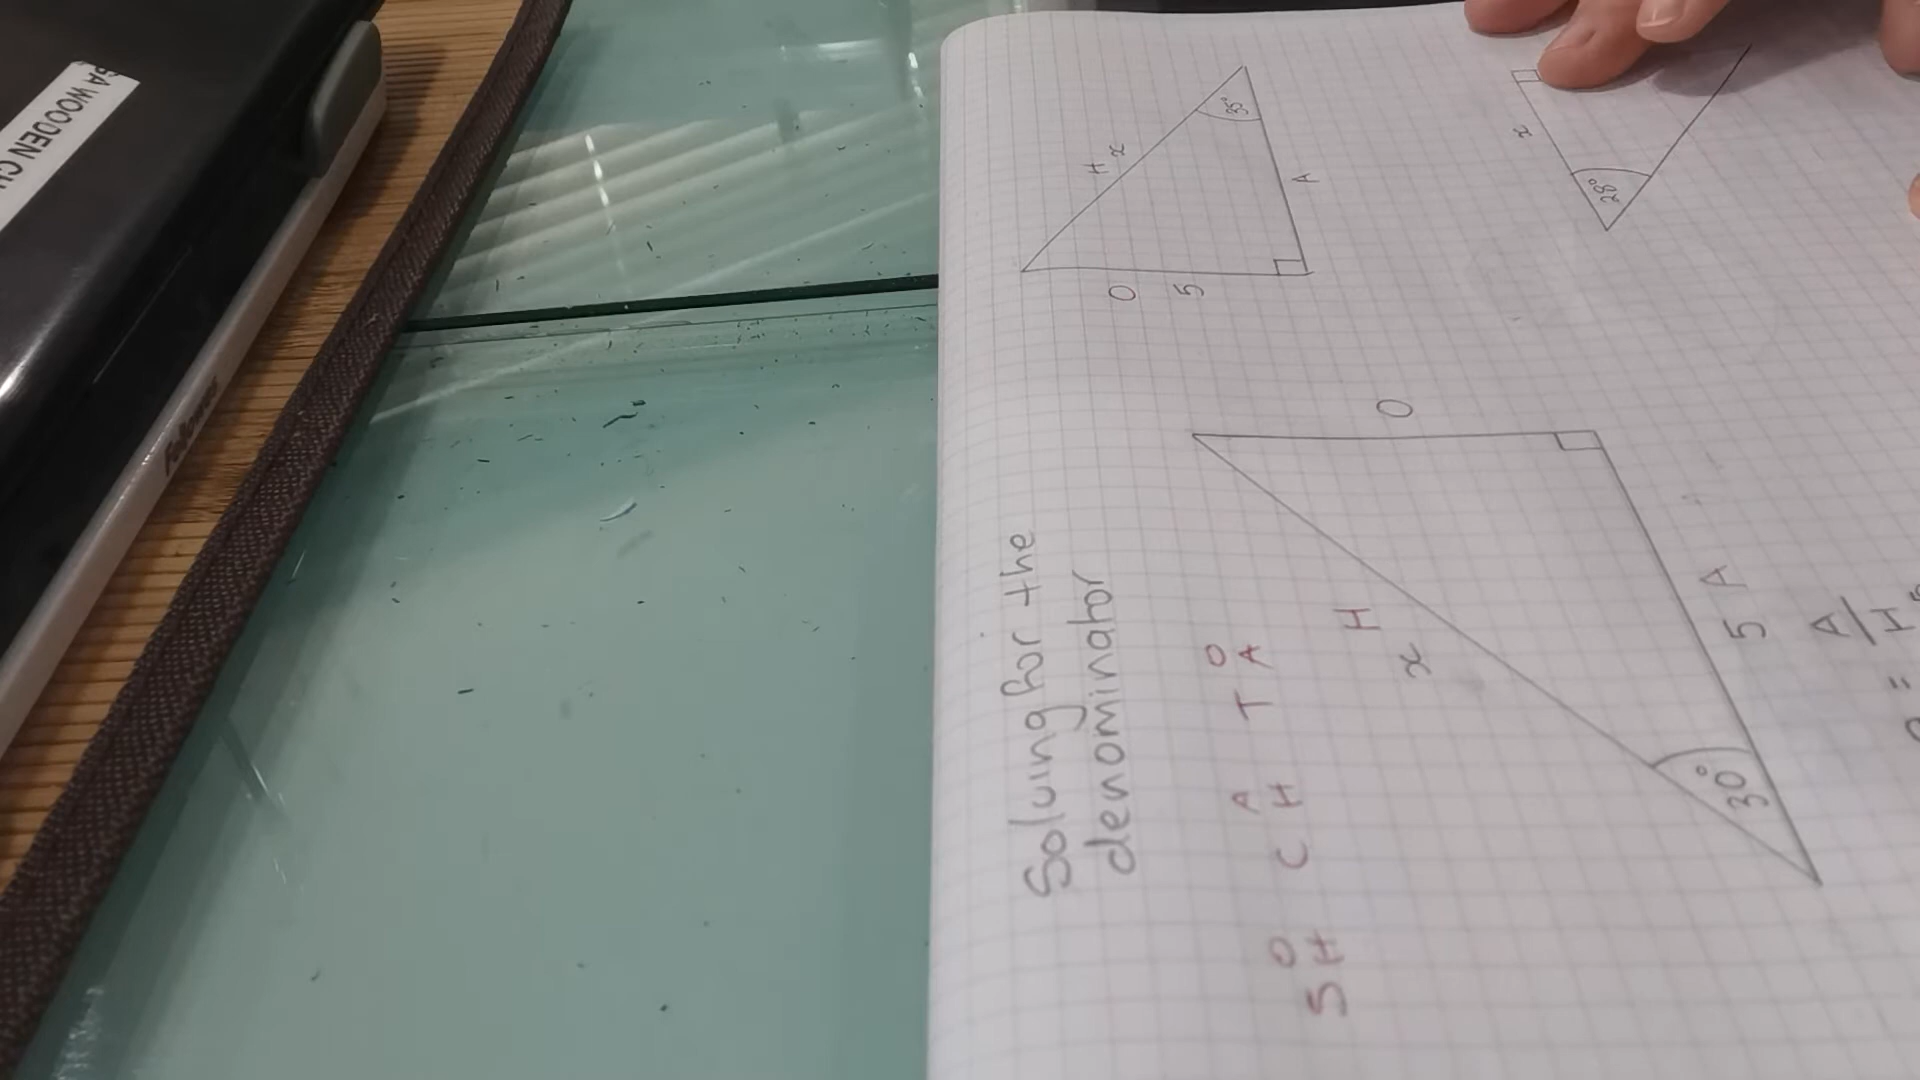 Solving for the
denominator
S O H C A H T O A
H
x
O
30°
5 A
A
H
H x
35°
O 5
A
x
28°
Fellowes
A WOODEN